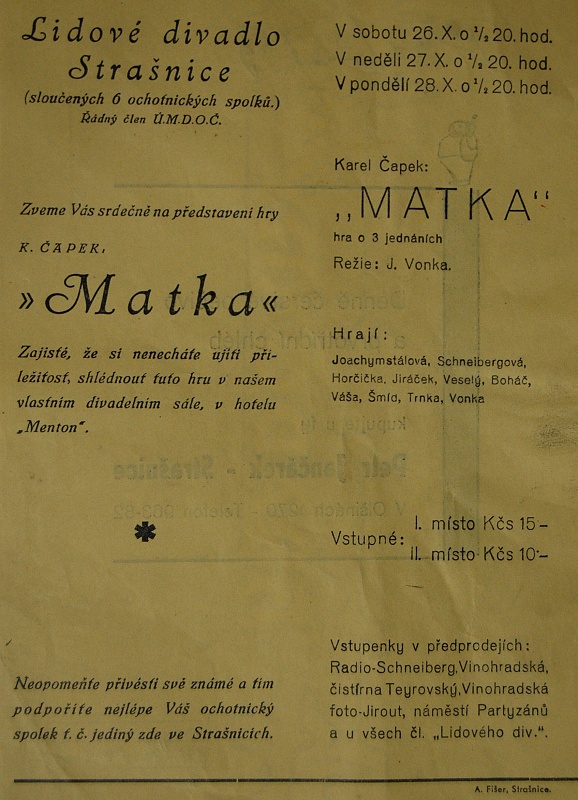 Lidové divadlo
Strašnice
(sloučených 6 ochotnických spolků.)
Řádný člen Ú.M.D.O.Č.
Zveme Vás srdečně na představení hry
K. ČAPEK,
»Matka«
Zajisté, že si nenecháte ujíti pří-
ležitost, shlédnout tuto hru v našem
vlastním divadelním sále, v hotelu
„Menton“.
*
Neopomeňte přivésti své známé a tím
podpoříte nejlépe Váš ochotnický
spolek t. č. jediný zde ve Strašnicích.
V sobotu 26. X. o ½ 20. hod.
V neděli 27. X. o ½ 20. hod.
V pondělí 28. X. o ½ 20. hod.
Karel Čapek:
„MATKA“
hra o 3 jednáních
Režie: J. Vonka.
Hrají:
Joachymstálová, Schneibergová,
Horčička, Jiráček, Veselý, Boháč,
Váša, Šmíd, Trnka, Vonka
Vstupné:
I. místo Kčs 15-
II. místo Kčs 10·-
Vstupenky v předprodejích:
Radio-Schneiberg, Vinohradská,
čistírna Teyrovský, Vinohradská
foto-Jirout, náměstí Partyzánů
a u všech čl. „Lidového div.“.
A. Fišer, Strašnice.